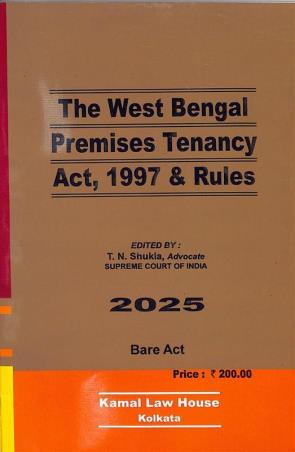 The West Bengal
Premises Tenancy
Act, 1997 & Rules
EDITED BY :
T. N. Shukla, Advocate
SUPREME COURT OF INDIA
2025
Bare Act
Price : ₹ 200.00
Kamal Law House
Kolkata